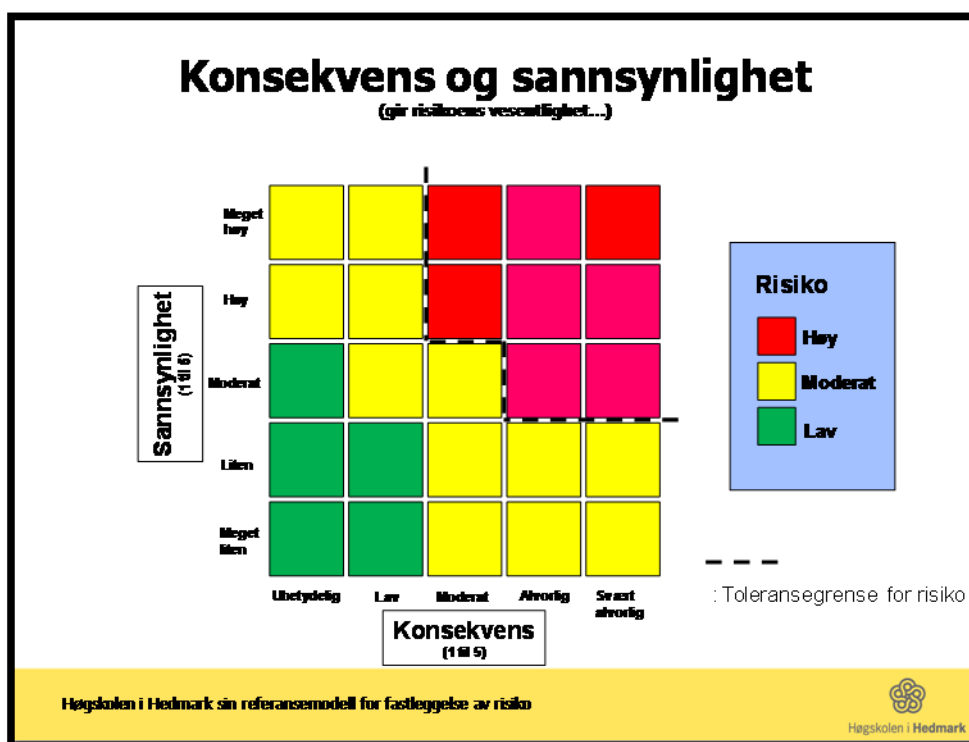 Konsekvens og sannsynlighet
(gir risikoens vesentlighet...)
Meget
høy
Høy
Moderat
Liten
Meget
liten
Sannsynlighet
(1 til 5)
Ubetydelig
Lav
Moderat
Alvorlig
Svært
alvorlig
Konsekvens
(1 til 5)
Risiko
Høy
Moderat
Lav
: Toleransegrense for risiko
Høgskolen i Hedmark sin referansemodell for fastleggelse av risiko
Høgskolen i Hedmark